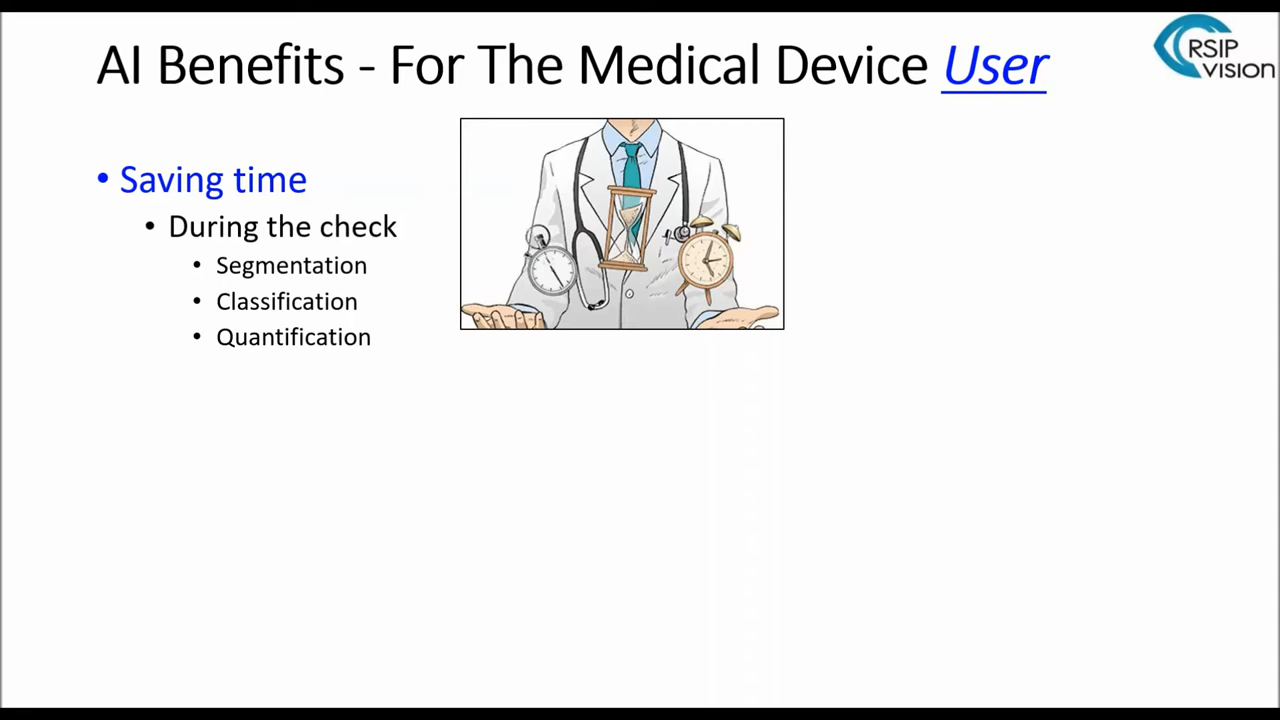 AI Benefits - For The Medical Device User
RSIP
vision
• Saving time
• During the check
• Segmentation
• Classification
• Quantification